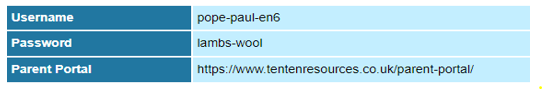 Username pope-paul-en6
Password lambs-wool
Parent Portal https://www.tentenresources.co.uk/parent-portal/